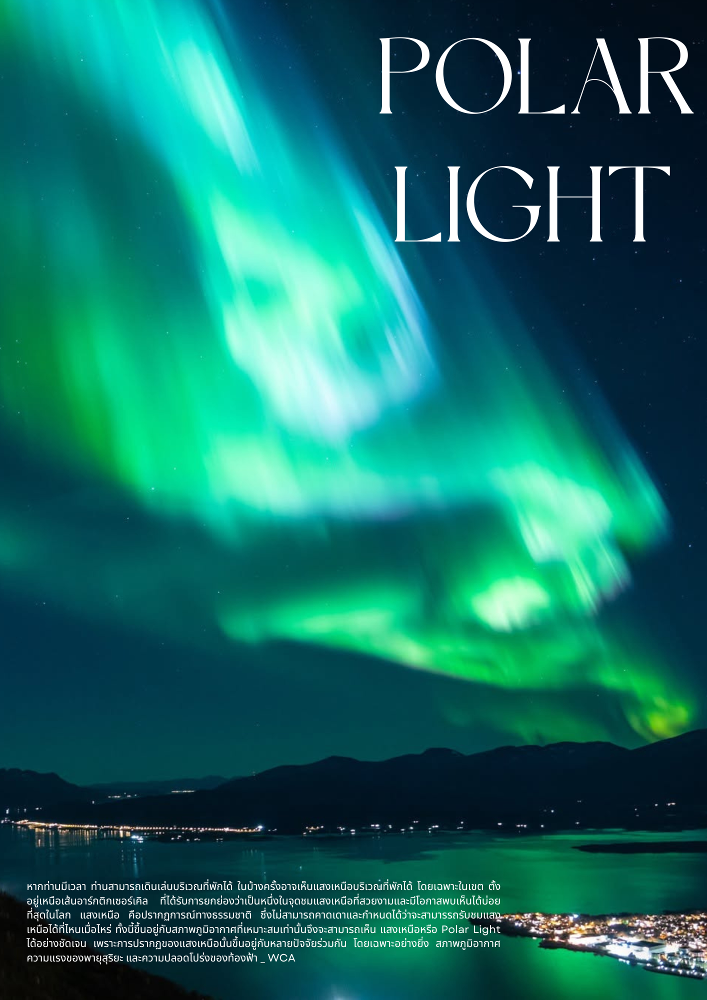 POLAR
LIGHT
หากท่านมีเวลา ท่านสามารถเดินเล่นบริเวณที่พักได้ ในบ้างครั้งอาจเห็นแสงเหนือบริเวณที่พักได้ โดยเฉพาะในเขต ตั้ง
อยู่เหนือเส้นอาร์กติกเซอร์เคิล ที่ได้รับการยกย่องว่าเป็นหนึ่งในจุดชมแสงเหนือที่สวยงามและมีโอกาสพบเห็นได้บ่อย
ที่สุดในโลก แสงเหนือ คือปรากฏการณ์ทางธรรมชาติ ซึ่งไม่สามารถคาดเดาและกำหนดได้ว่าจะสามารรถรับชมแสง
เหนือได้ที่ไหนเมื่อไหร่ ทั้งนี้ขึ้นอยู่กับสภาพภูมิอากาศที่เหมาะสมเท่านั้นจึงจะสามารถเห็น แสงเหนือหรือ Polar Light
ได้อย่างชัดเจน เพราะการปรากฏของแสงเหนือนั้นขึ้นอยู่กับหลายปัจจัยร่วมกัน โดยเฉพาะอย่างยิ่ง สภาพภูมิอากาศ
ความแรงของพายุสุริยะ และความปลอดโปร่งของท้องฟ้า _ WCA